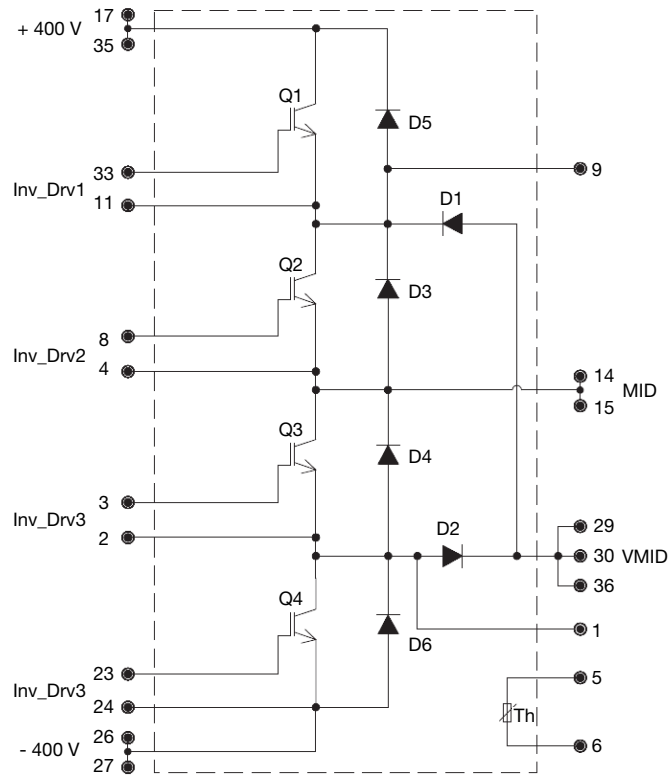 17
+ 400 V
35
Q1
D5
33
9
Inv_Drv1
D1
11
Q2
D3
8
Inv_Drv2
4
14
MID
15
Q3
D4
3
Inv_Drv3
D2
29
2
30 VMID
36
Q4
1
D6
23
5
Inv_Drv3
24
Th
26
- 400 V
6
27